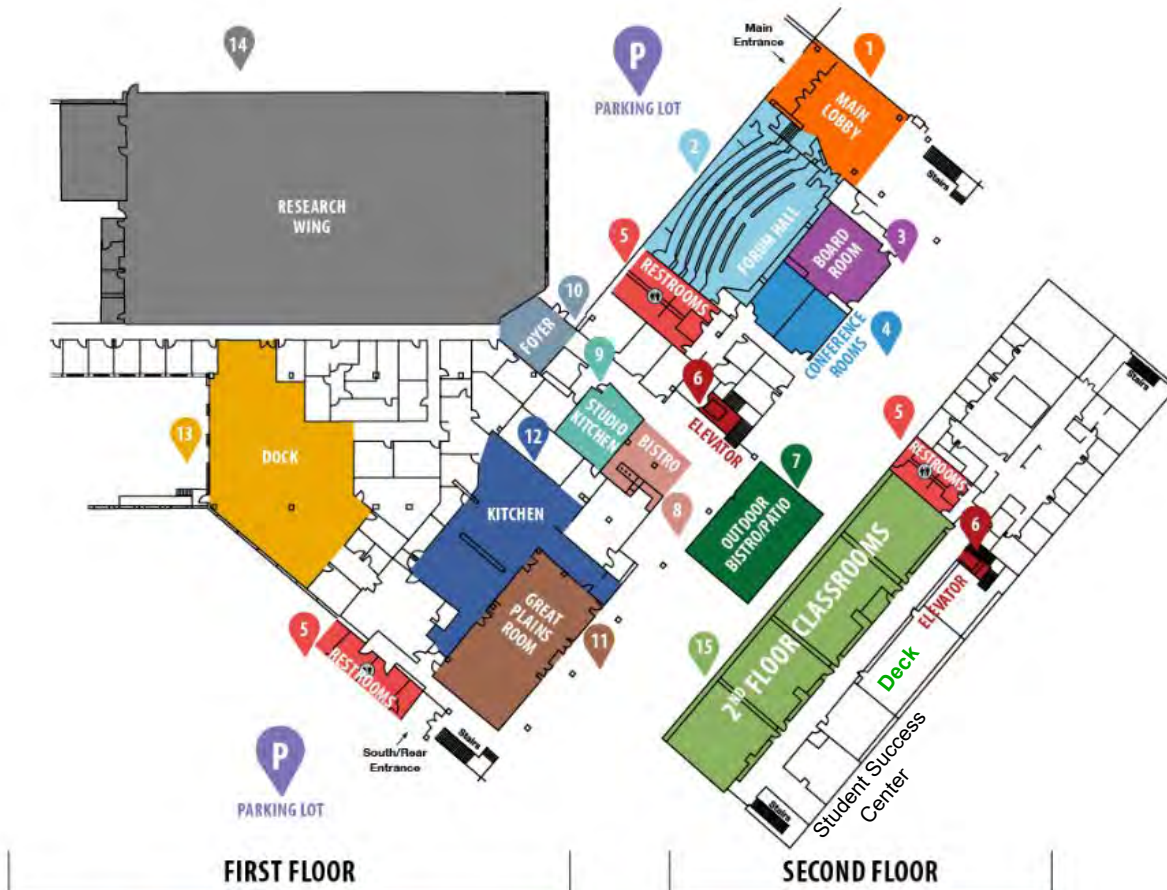 14
P
PARKING LOT
Main
Entrance
1
MAIN
LOBBY
Stairs
2
FORUM HALL
3
BOARD
ROOM
4
CONFERENCE
ROOMS
5
RESTROOMS
RESEARCH
WING
10
FOYER
9
STUDIO
KITCHEN
6
ELEVATOR
BISTRO
8
7
OUTDOOR
BISTRO/PATIO
13
DOCK
12
KITCHEN
GREAT
PLAINS
ROOM
11
5
RESTROOMS
South/Rear
Entrance
Stairs
P
PARKING LOT
Stairs
5
RESTROOMS
6
ELEVATOR
15
2ND FLOOR CLASSROOMS
Deck
Student Success
Center
Stairs
FIRST FLOOR
SECOND FLOOR